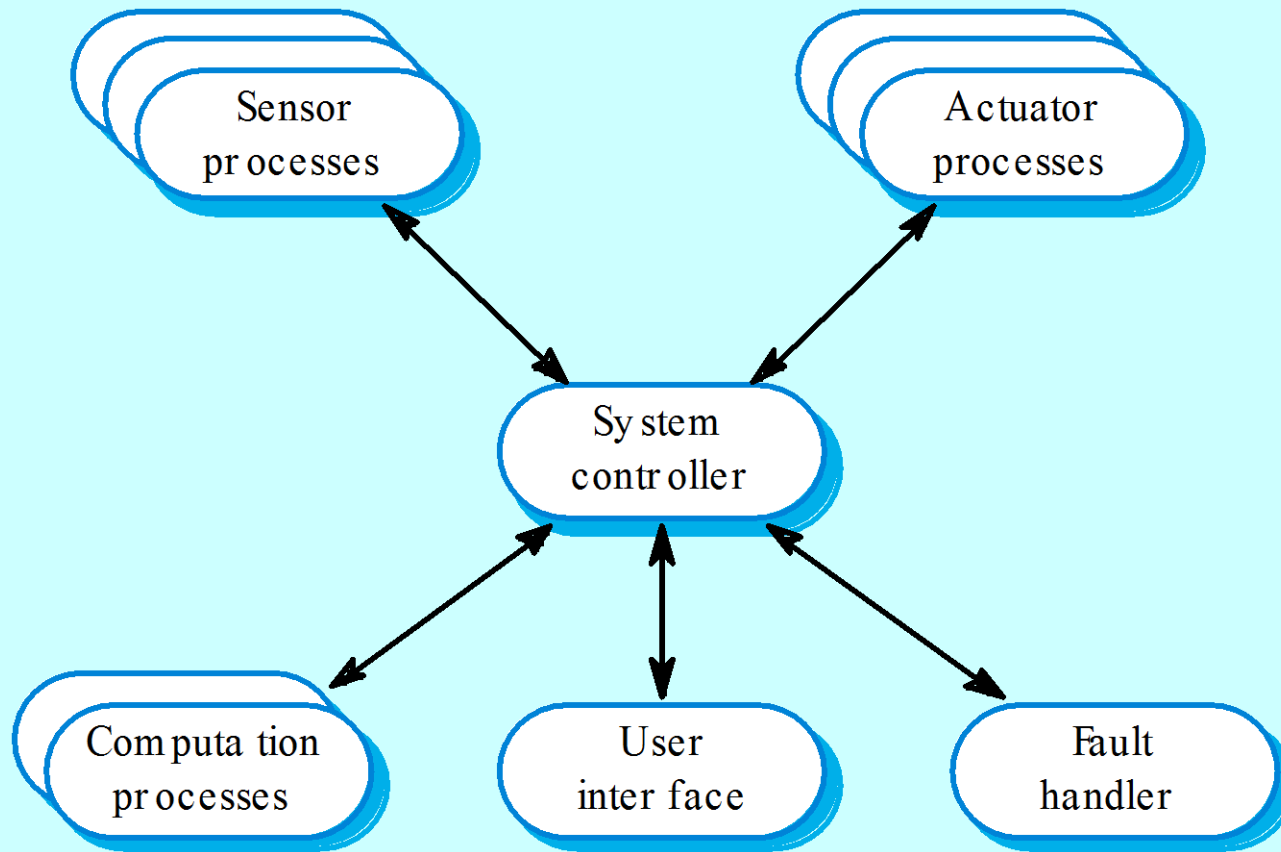 Sensor
processes
Actuator
processes
System
controller
Computation
processes
User
interface
Fault
handler